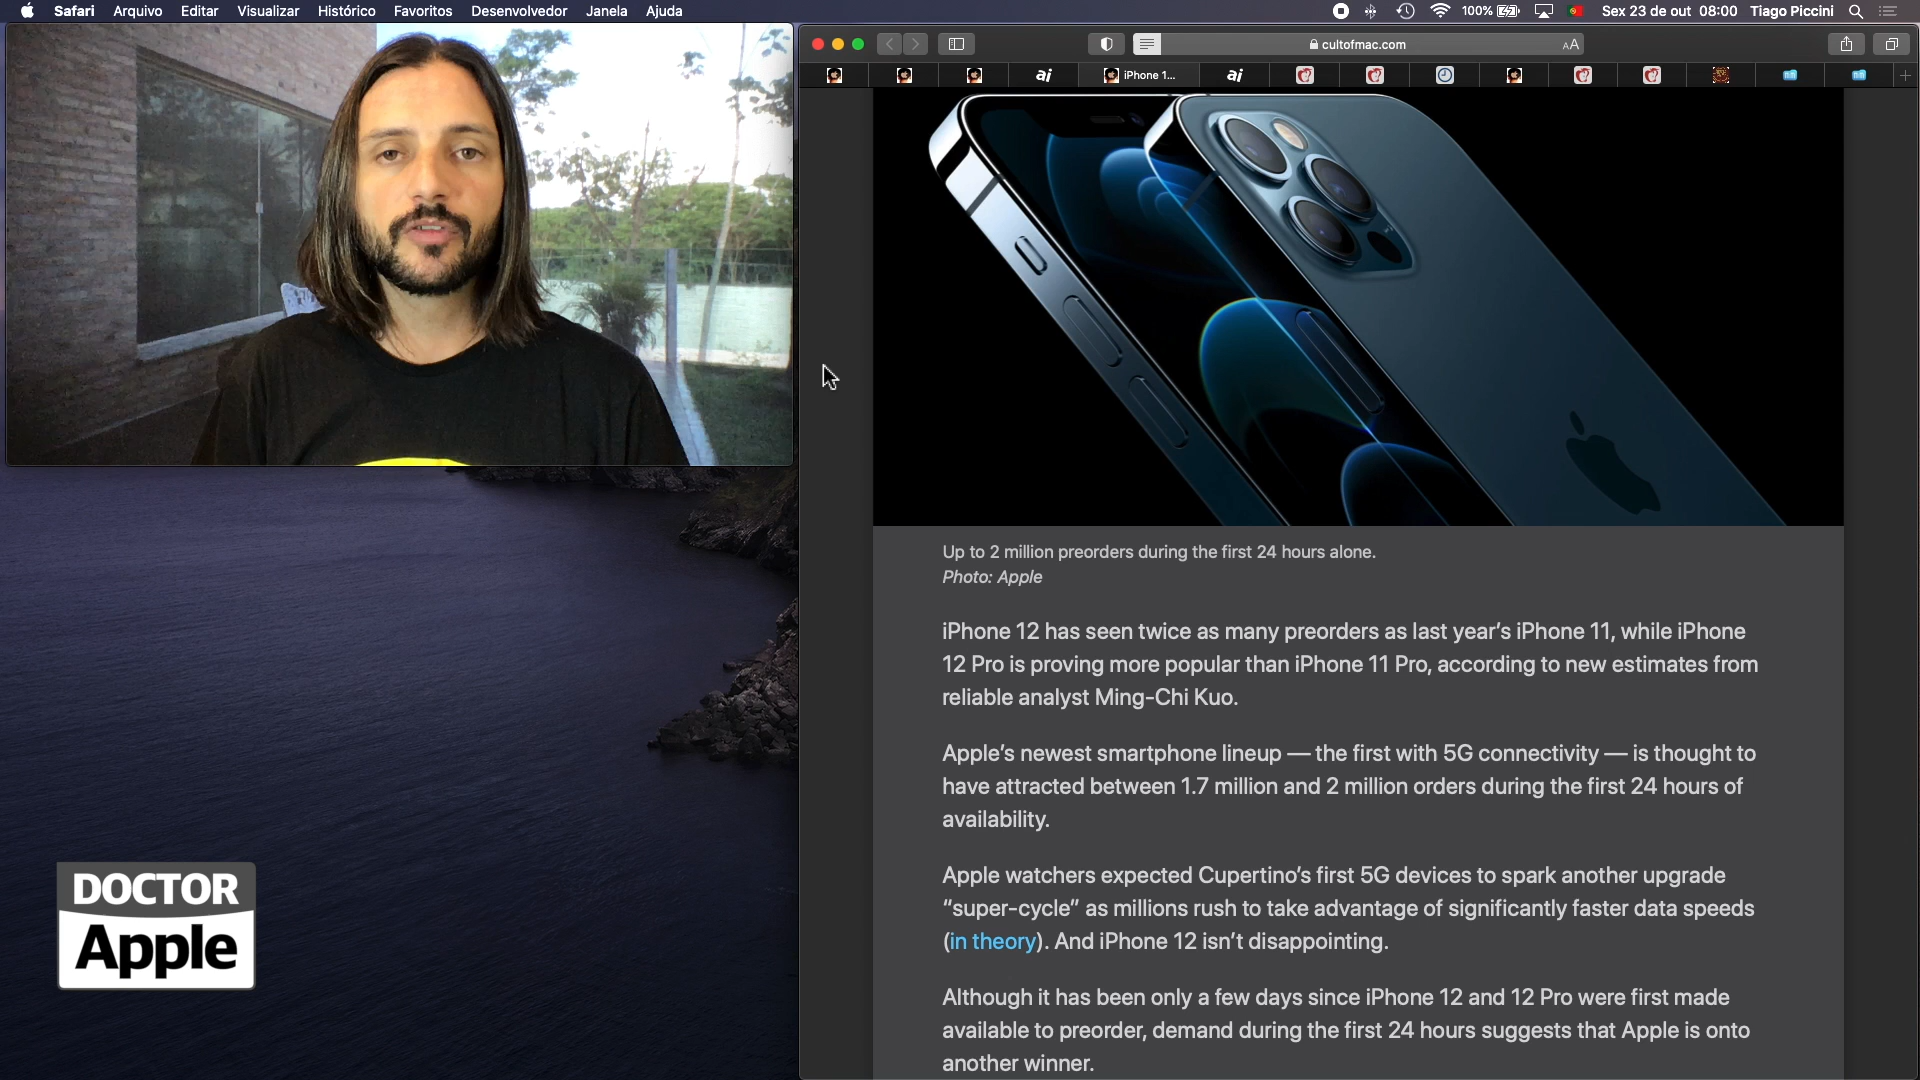 Safari Arquivo Editar Visualizar Histórico Favoritos Desenvolvedor Janela Ajuda
100% Sex 23 de out 08:00 Tiago Piccini
cultofmac.com
AA
ai
iPhone 1...
ai
Up to 2 million preorders during the first 24 hours alone.
Photo: Apple
iPhone 12 has seen twice as many preorders as last year’s iPhone 11, while iPhone
12 Pro is proving more popular than iPhone 11 Pro, according to new estimates from
reliable analyst Ming-Chi Kuo.
Apple’s newest smartphone lineup — the first with 5G connectivity — is thought to
have attracted between 1.7 million and 2 million orders during the first 24 hours of
availability.
Apple watchers expected Cupertino’s first 5G devices to spark another upgrade
“super-cycle” as millions rush to take advantage of significantly faster data speeds
(in theory). And iPhone 12 isn’t disappointing.
Although it has been only a few days since iPhone 12 and 12 Pro were first made
available to preorder, demand during the first 24 hours suggests that Apple is onto
another winner.
DOCTOR
Apple